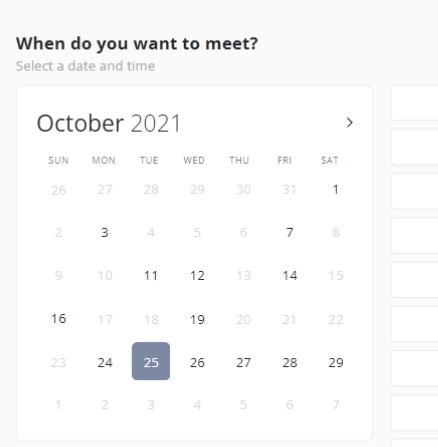 When do you want to meet?
Select a date and time
October 2021
SUN MON TUE WED THU FRI SAT
26 27 28 29 30 31 1
2 3 4 5 6 7 8
9 10 11 12 13 14 15
16 17 18 19 20 21 22
23 24 25 26 27 28 29
1 2 3 4 5 6 7